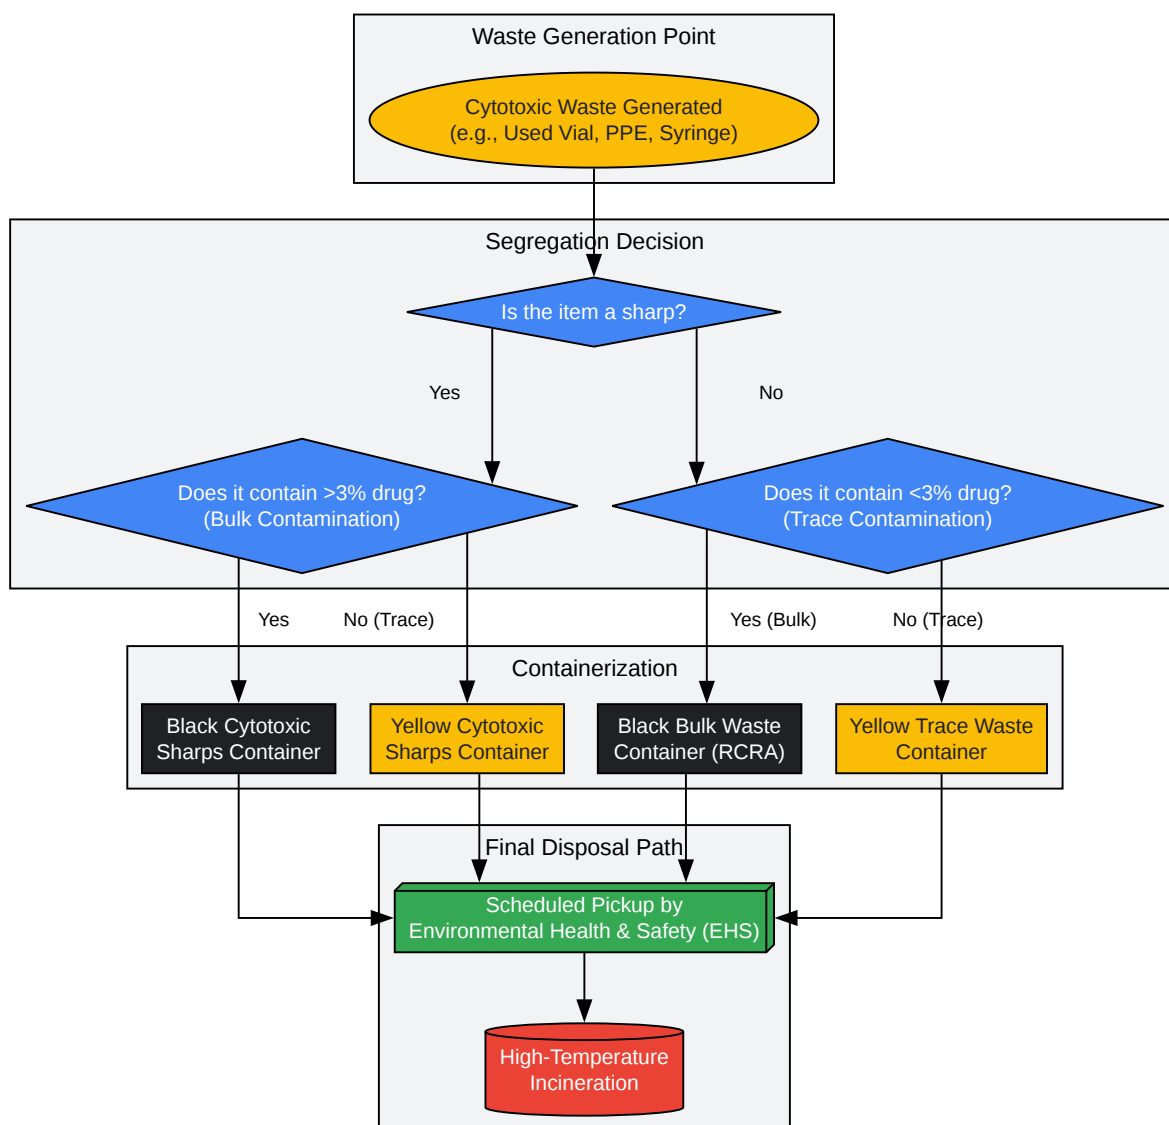 Waste Generation Point
Cytotoxic Waste Generated
(e.g., Used Vial, PPE, Syringe)
Segregation Decision
Is the item a sharp?
Yes
No
Does it contain >3% drug?
(Bulk Contamination)
Does it contain <3% drug?
(Trace Contamination)
Yes
No (Trace)
Yes (Bulk)
No (Trace)
Containerization
Black Cytotoxic
Sharps Container
Yellow Cytotoxic
Sharps Container
Black Bulk Waste
Container (RCRA)
Yellow Trace Waste
Container
Final Disposal Path
Scheduled Pickup by
Environmental Health & Safety (EHS)
High-Temperature
Incineration